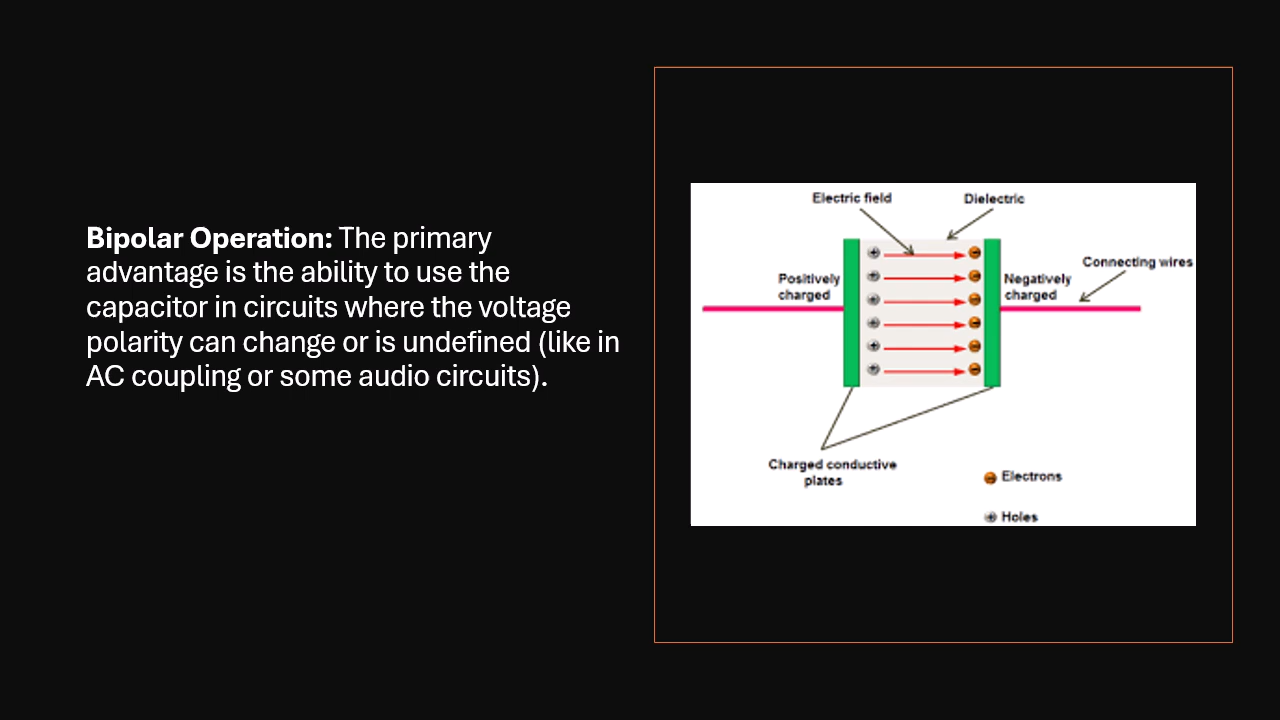 Bipolar Operation: The primary
advantage is the ability to use the
capacitor in circuits where the voltage
polarity can change or is undefined (like in
AC coupling or some audio circuits).
Electric field
Dielectric
Connecting wires
Positively
charged
Negatively
charged
Charged conductive
plates
Electrons
Holes